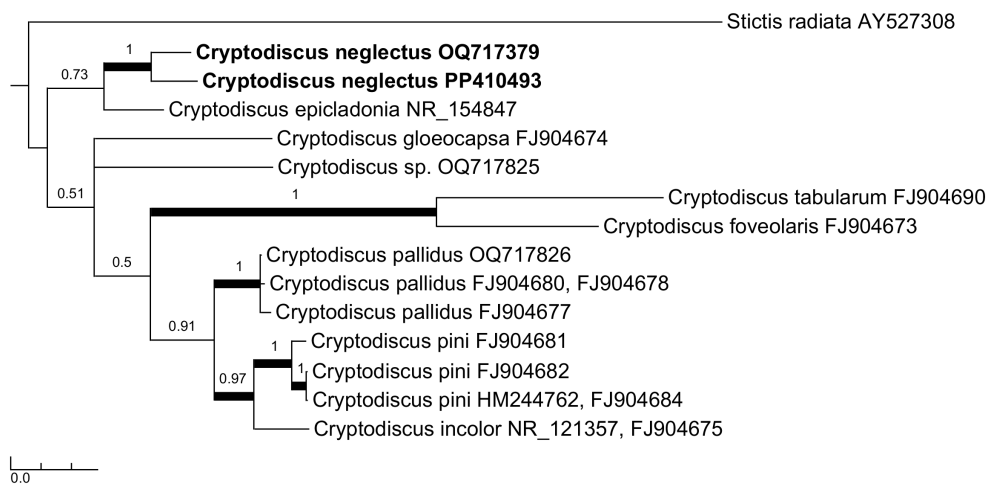 Stictis radiata AY527308
1
Cryptodiscus neglectus OQ717379
0.73
Cryptodiscus neglectus PP410493
Cryptodiscus epicladonia NR_154847
Cryptodiscus gloeocapsa FJ904674
Cryptodiscus sp. OQ717825
0.51
1
Cryptodiscus tabularum FJ904690
Cryptodiscus foveolaris FJ904673
Cryptodiscus pallidus OQ717826
0.5
1
Cryptodiscus pallidus FJ904680, FJ904678
Cryptodiscus pallidus FJ904677
0.91
1
Cryptodiscus pini FJ904681
0.97
1
Cryptodiscus pini FJ904682
Cryptodiscus pini HM244762, FJ904684
Cryptodiscus incolor NR_121357, FJ904675
0.0